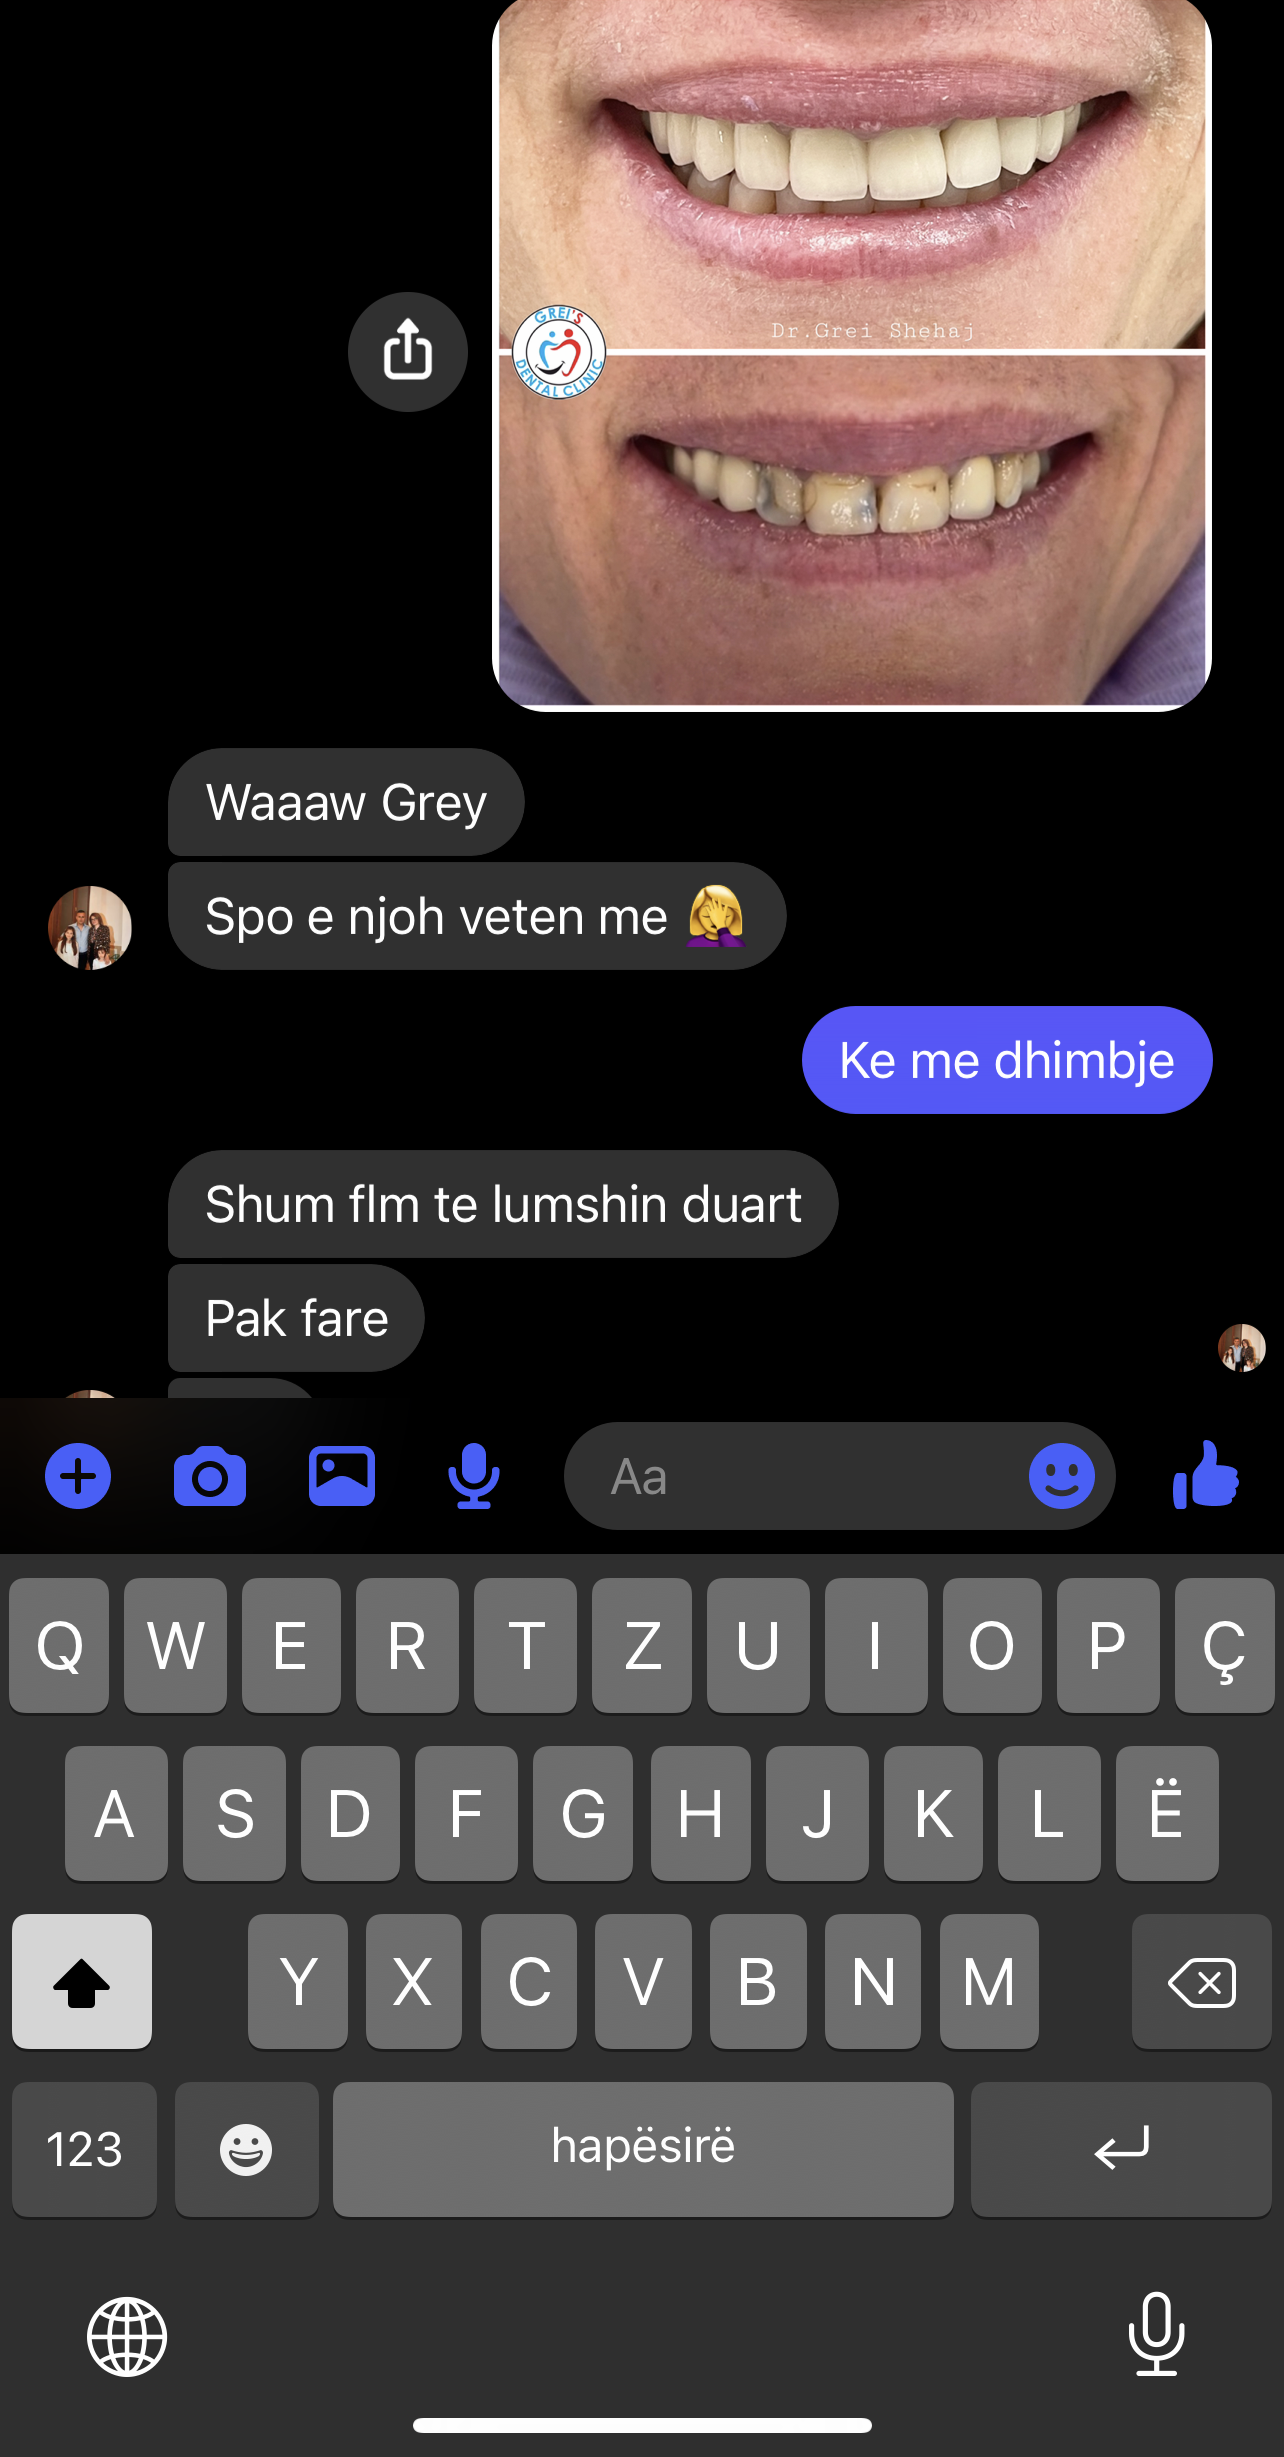 Dr.Grei Shehaj
GREI'S
DENTAL CLINIC
Waaaw Grey
Spo e njoh veten me 🤦‍♀️
Ke me dhimbje
Shum flm te lumshin duart
Pak fare
Aa
Q W E R T Z U I O P Ç
A S D F G H J K L Ë
Y X C V B N M
123 hapësirë